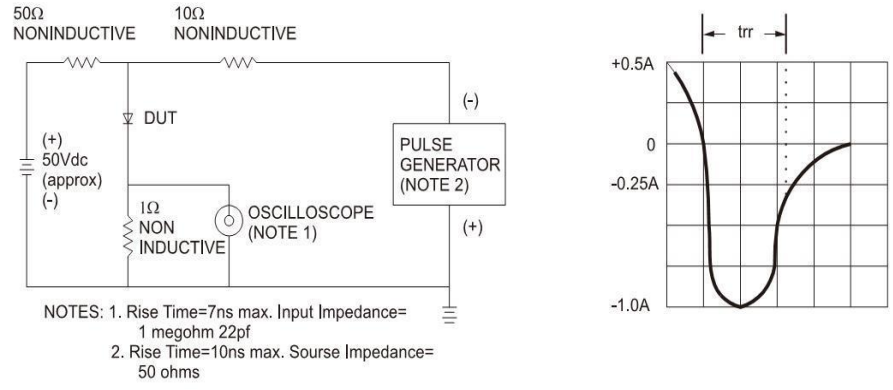 50Ω
NONINDUCTIVE
10Ω
NONINDUCTIVE
DUT
(+)
50Vdc
(approx)
(-)
1Ω
NON
INDUCTIVE
OSCILLOSCOPE
(NOTE 1)
(-)
PULSE
GENERATOR
(NOTE 2)
(+)
NOTES: 1. Rise Time=7ns max. Input Impedance=
1 megohm 22pf
2. Rise Time=10ns max. Sourse Impedance=
50 ohms
trr
+0.5A
0
-0.25A
-1.0A